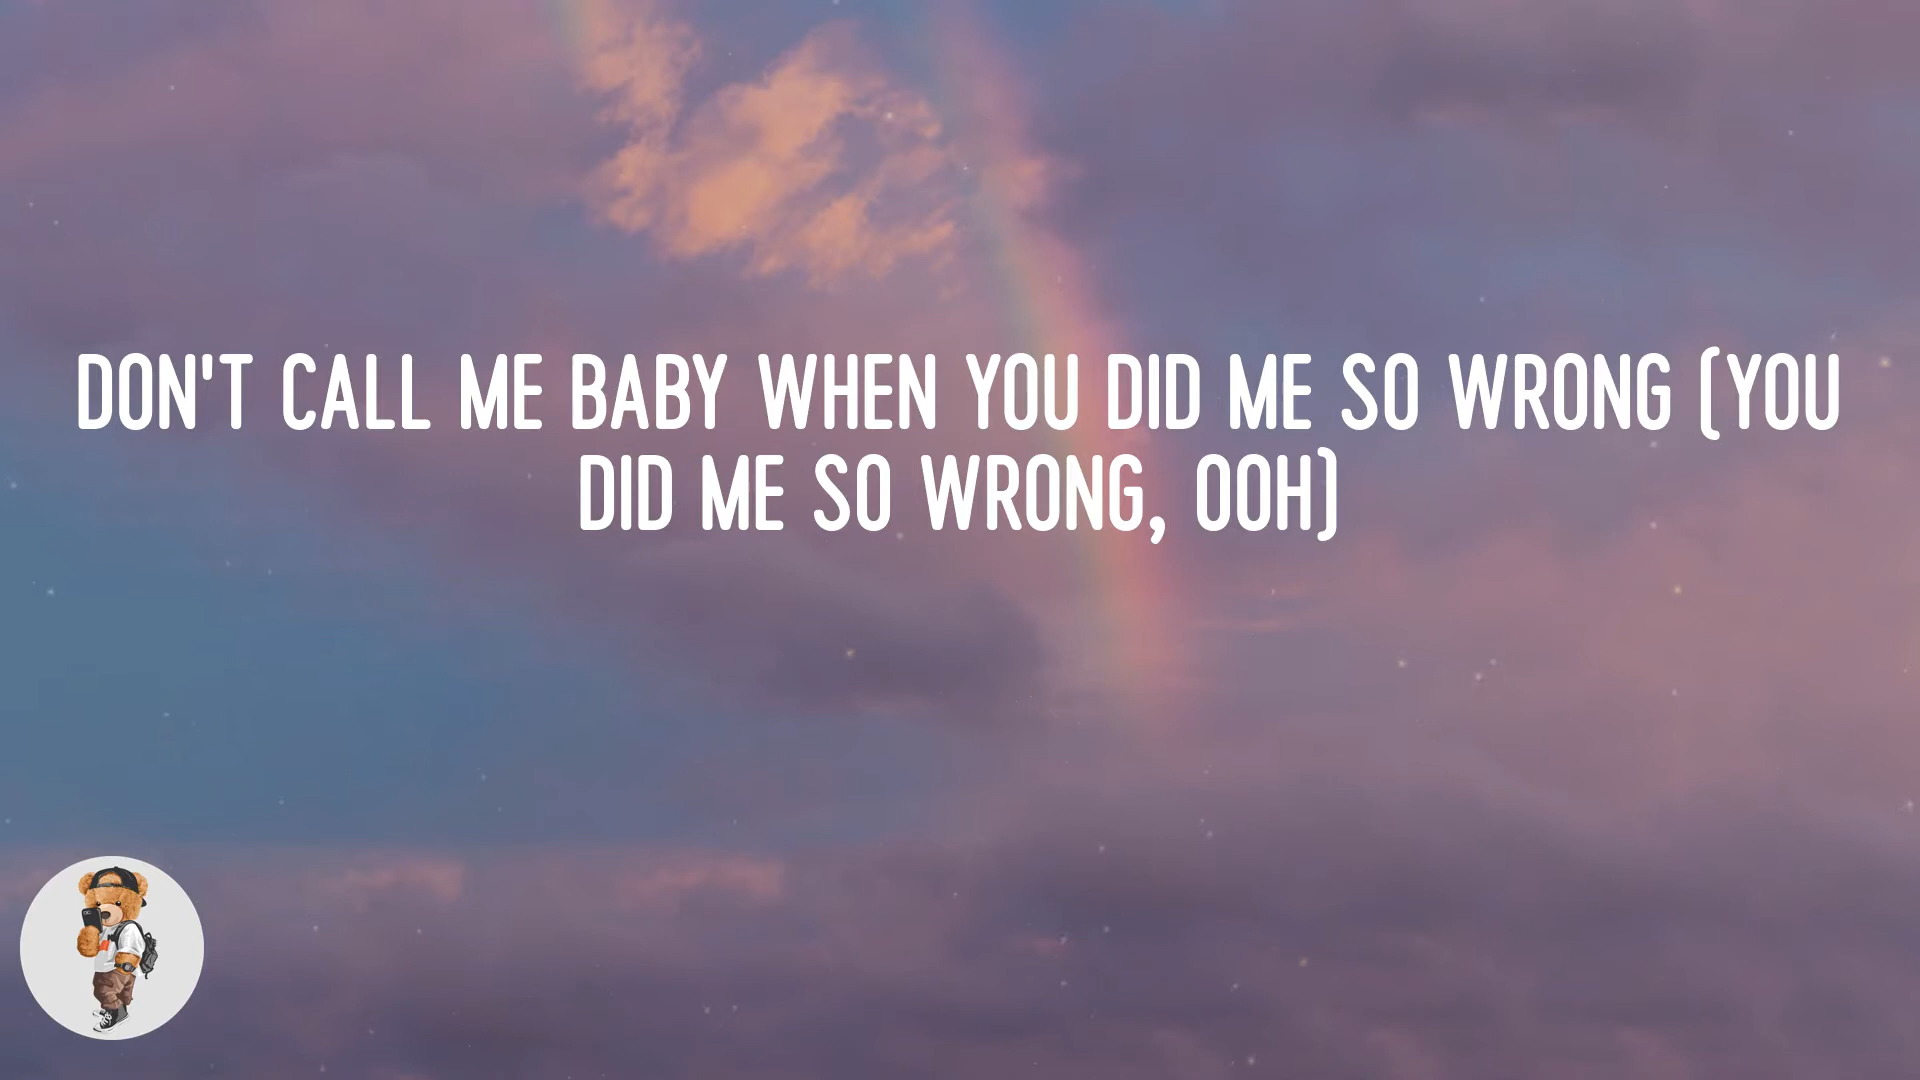 DON'T CALL ME BABY WHEN YOU DID ME SO WRONG (YOU
DID ME SO WRONG, OOH)